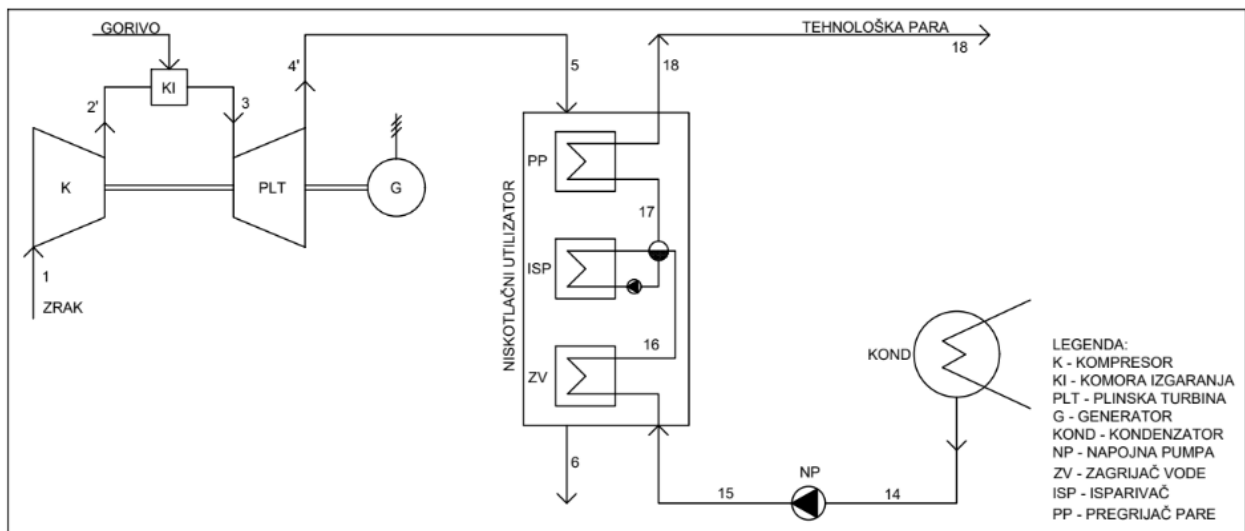 GORIVO
TEHNOLOŠKA PARA
18
4'
5
18
KI
2'
3
K
PLT
G
PP
17
NISKOTLAČNI UTILIZATOR
ISP
1
ZRAK
16
ZV
KOND
6
15
NP
14
LEGENDA:
K - KOMPRESOR
KI - KOMORA IZGARANJA
PLT - PLINSKA TURBINA
G - GENERATOR
KOND - KONDENZATOR
NP - NAPOJNA PUMPA
ZV - ZAGRIJAČ VODE
ISP - ISPARIVAČ
PP - PREGRIJAČ PARE